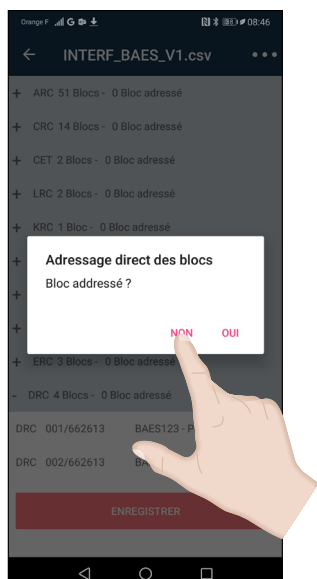 Orange F 08:46
INTERF_BAES_V1.csv
+ ARC 51 Blocs - 0 Bloc adressé
+ CRC 14 Blocs - 0 Bloc adressé
+ CET 2 Blocs - 0 Bloc adressé
+ LRC 2 Blocs - 0 Bloc adressé
+ KRC 1 Bloc - 0 Bloc adressé
+
Adressage direct des blocs
Bloc addressé ?
NON OUI
+
+
+ ERC 3 Blocs - 0 Bloc adressé
- DRC 4 Blocs - 0 Bloc adressé
DRC 001/662613 BAES123 -
DRC 002/662613
ENREGISTRER